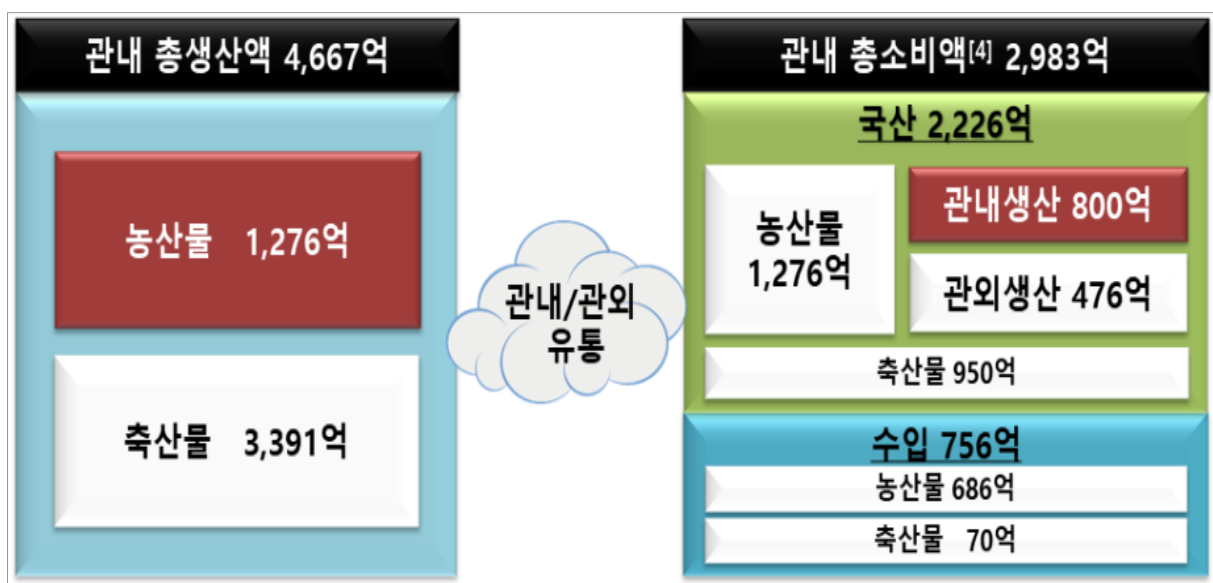 관내 총생산액 4,667억
농산물 1,276억
축산물 3,391억
관내/관외
유통
관내 총소비액[4] 2,983억
국산 2,226억
농산물
1,276억
관내생산 800억
관외생산 476억
축산물 950억
수입 756억
농산물 686억
축산물 70억